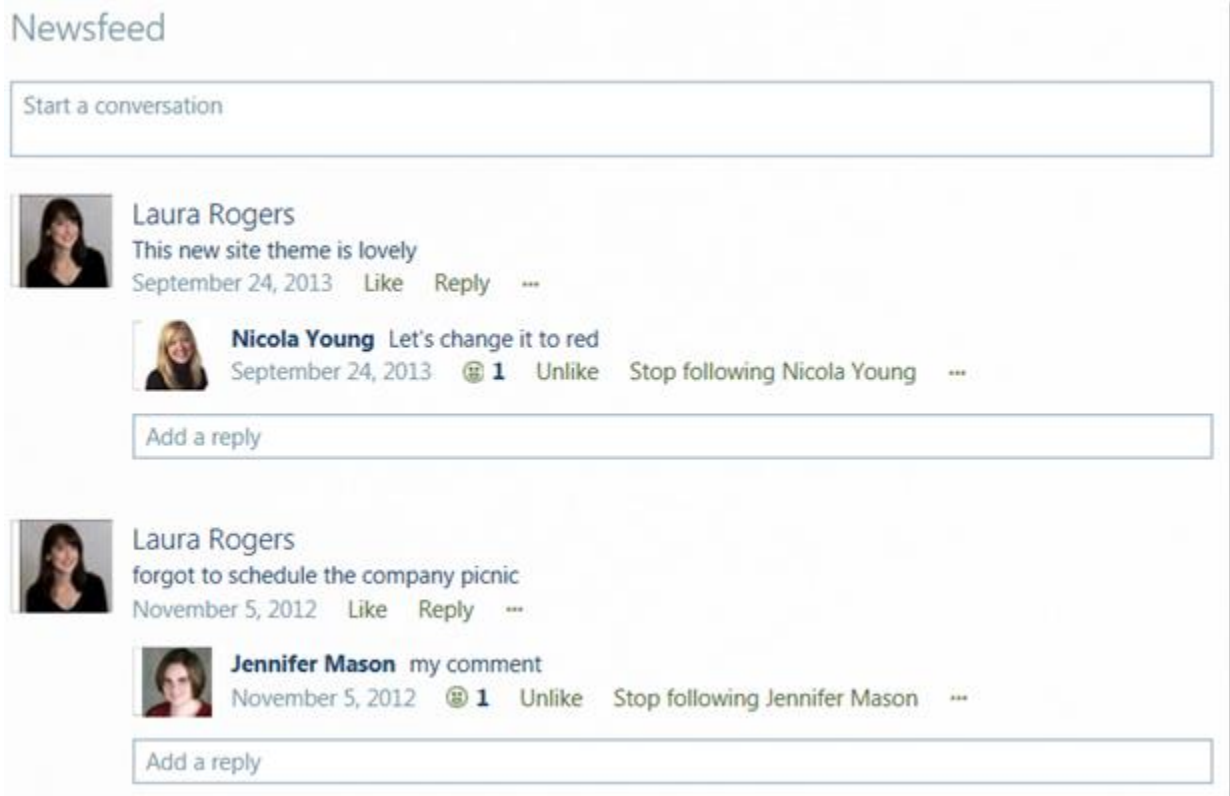 Newsfeed
Start a conversation
Laura Rogers
This new site theme is lovely
September 24, 2013 Like Reply ...
Nicola Young Let's change it to red
September 24, 2013 1 Unlike Stop following Nicola Young ...
Add a reply
Laura Rogers
forgot to schedule the company picnic
November 5, 2012 Like Reply ...
Jennifer Mason my comment
November 5, 2012 1 Unlike Stop following Jennifer Mason ...
Add a reply